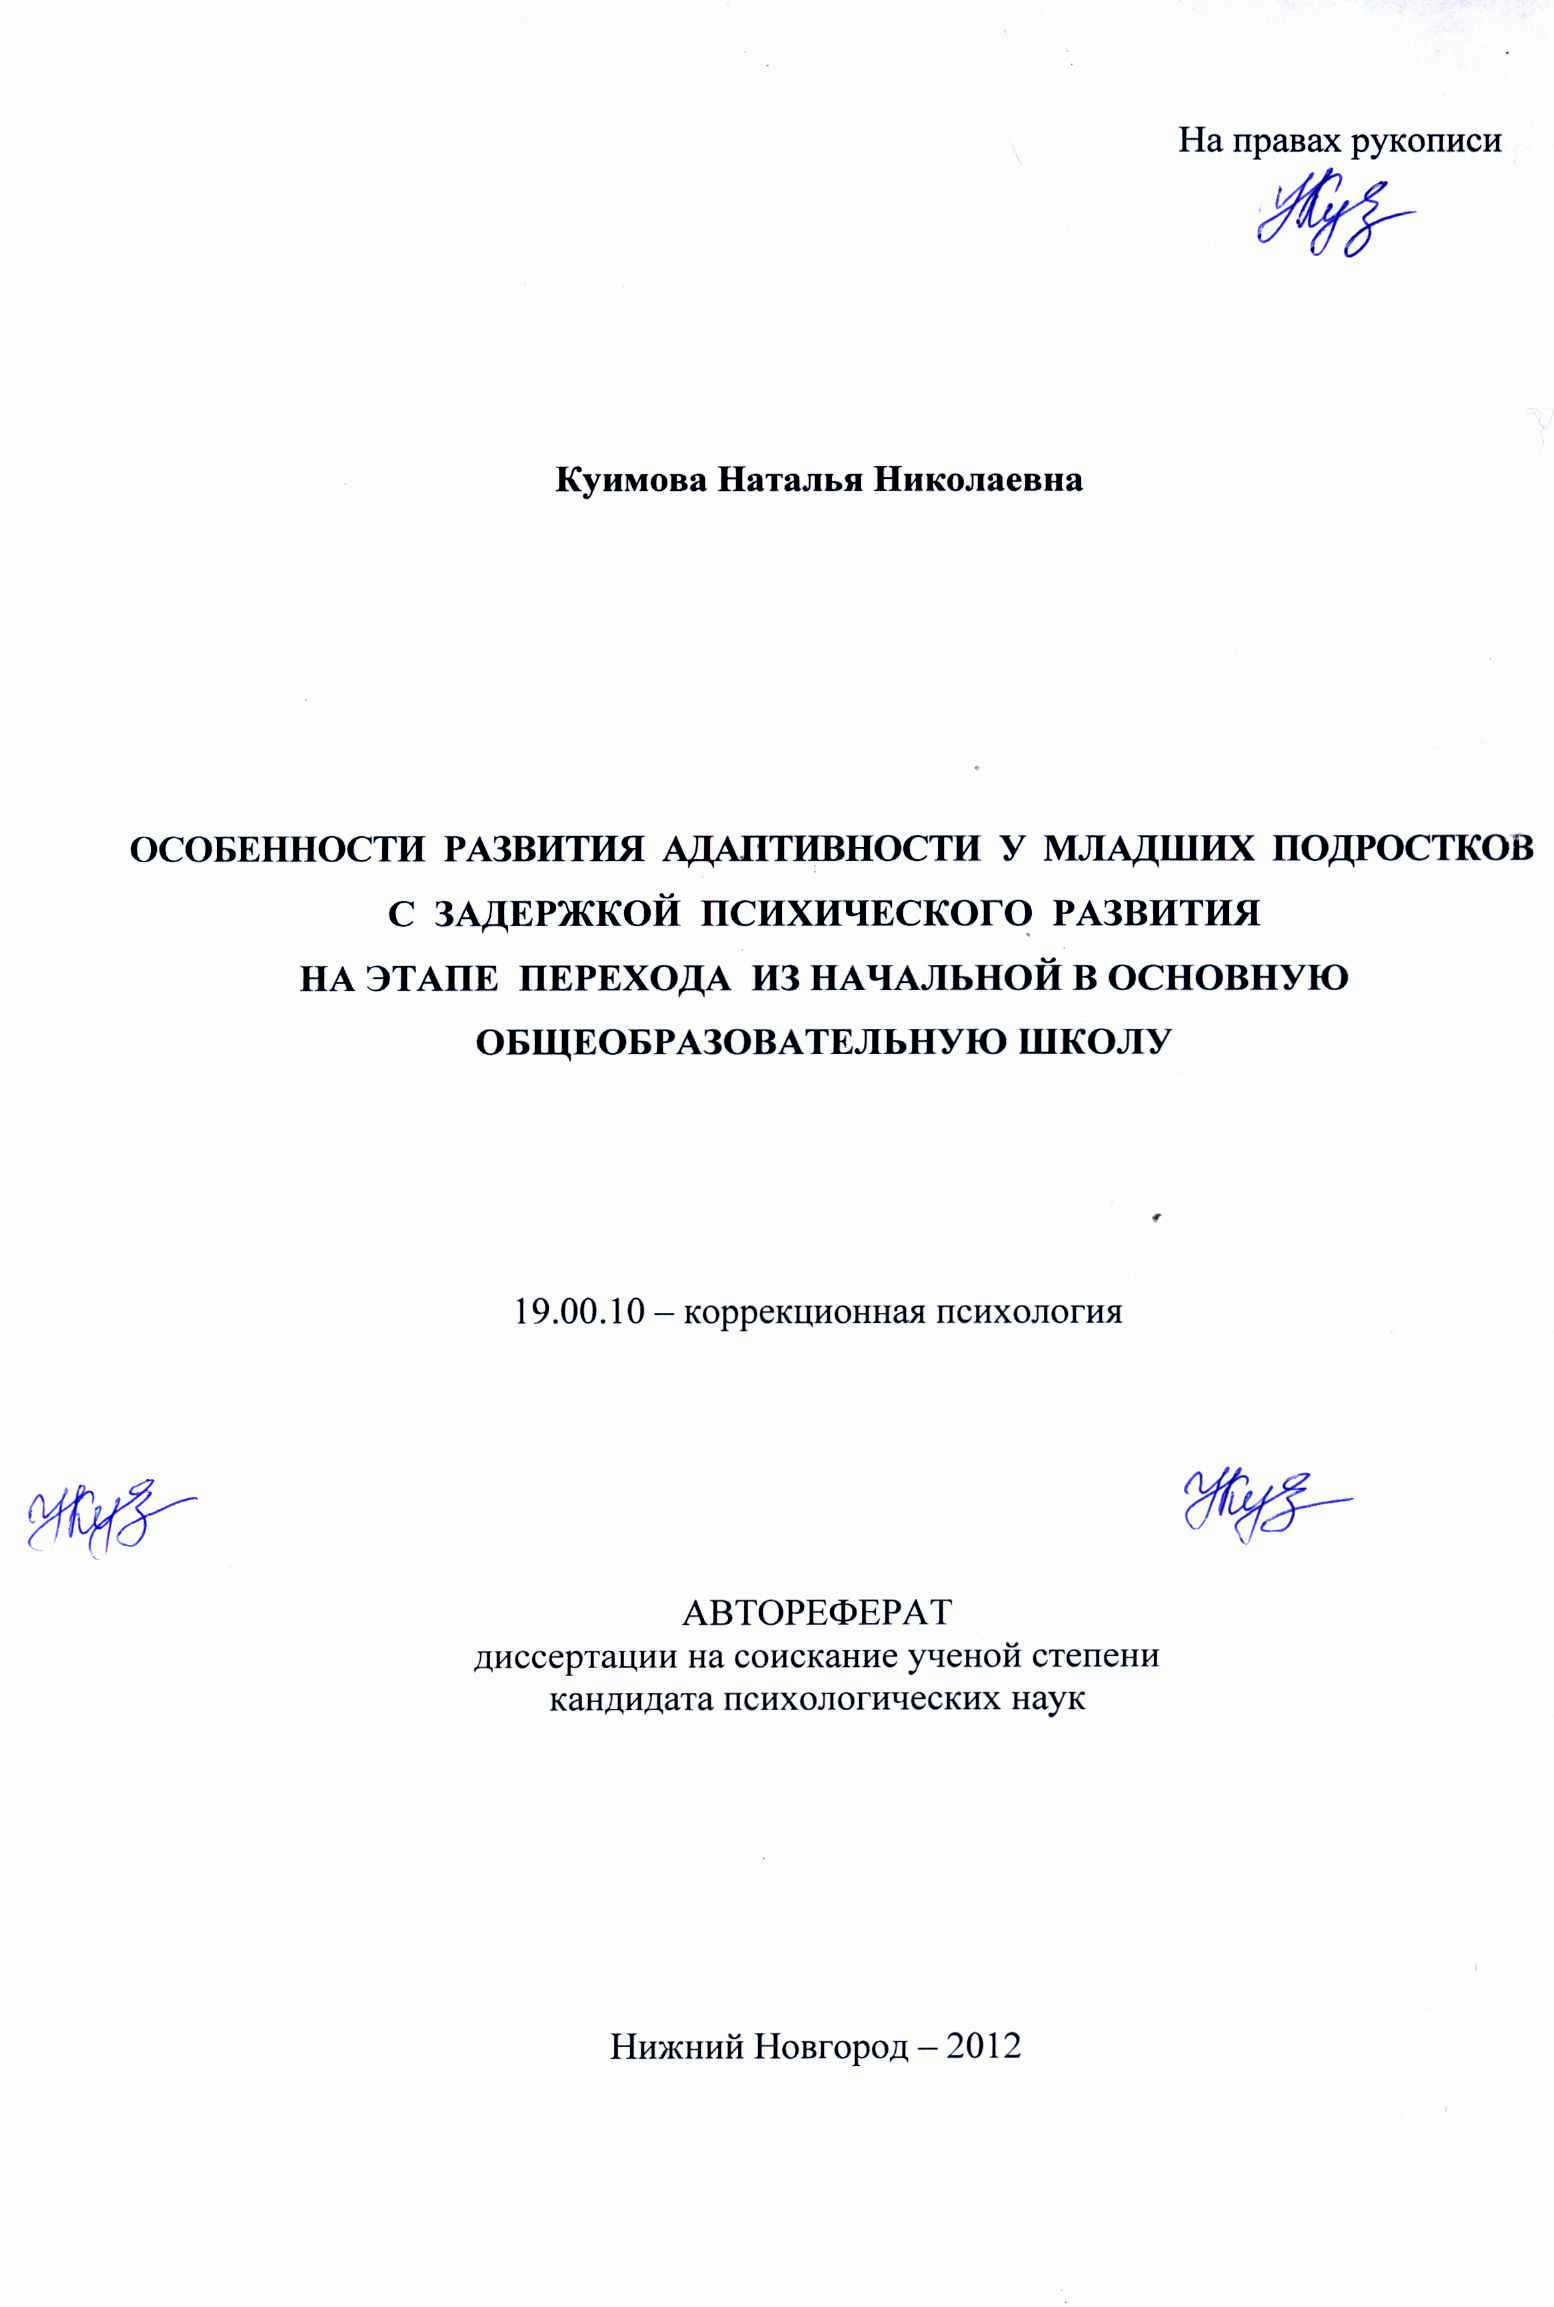 На правах рукописи
Куимова Наталья Николаевна
ОСОБЕННОСТИ РАЗВИТИЯ АДАПТИВНОСТИ У МЛАДШИХ ПОДРОСТКОВ
С ЗАДЕРЖКОЙ ПСИХИЧЕСКОГО РАЗВИТИЯ
НА ЭТАПЕ ПЕРЕХОДА ИЗ НАЧАЛЬНОЙ В ОСНОВНУЮ
ОБЩЕОБРАЗОВАТЕЛЬНУЮ ШКОЛУ
19.00.10 – коррекционная психология
АВТОРЕФЕРАТ
диссертации на соискание ученой степени
кандидата психологических наук
Нижний Новгород – 2012